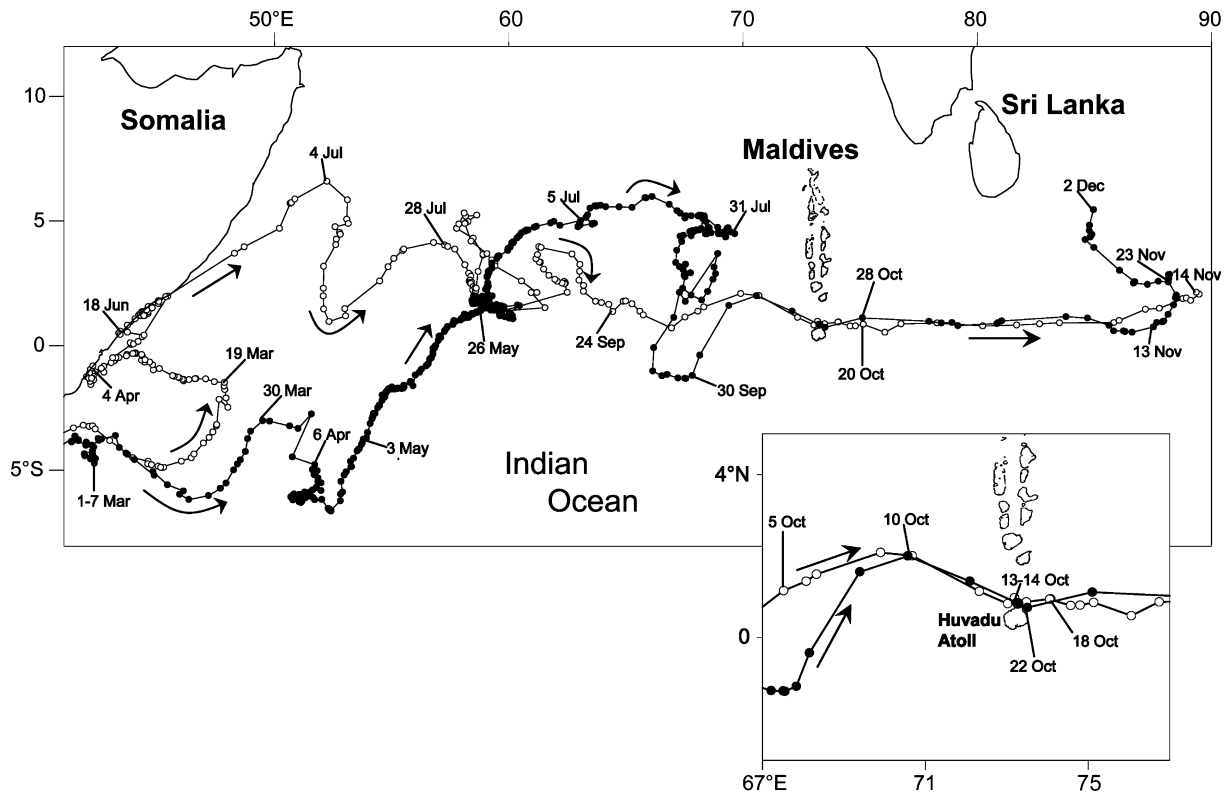 50°E
60
70
80
90
10
5
0
5°S
Somalia
Sri Lanka
Maldives
4 Jul
5 Jul
28 Jul
31 Jul
2 Dec
23 Nov
14 Nov
28 Oct
18 Jun
24 Sep
26 May
13 Nov
19 Mar
20 Oct
4 Apr
30 Mar
30 Sep
6 Apr
3 May
1-7 Mar
Indian
Ocean
4°N
0
5 Oct
10 Oct
13-14 Oct
Huvadu
Atoll
18 Oct
22 Oct
67°E
71
75